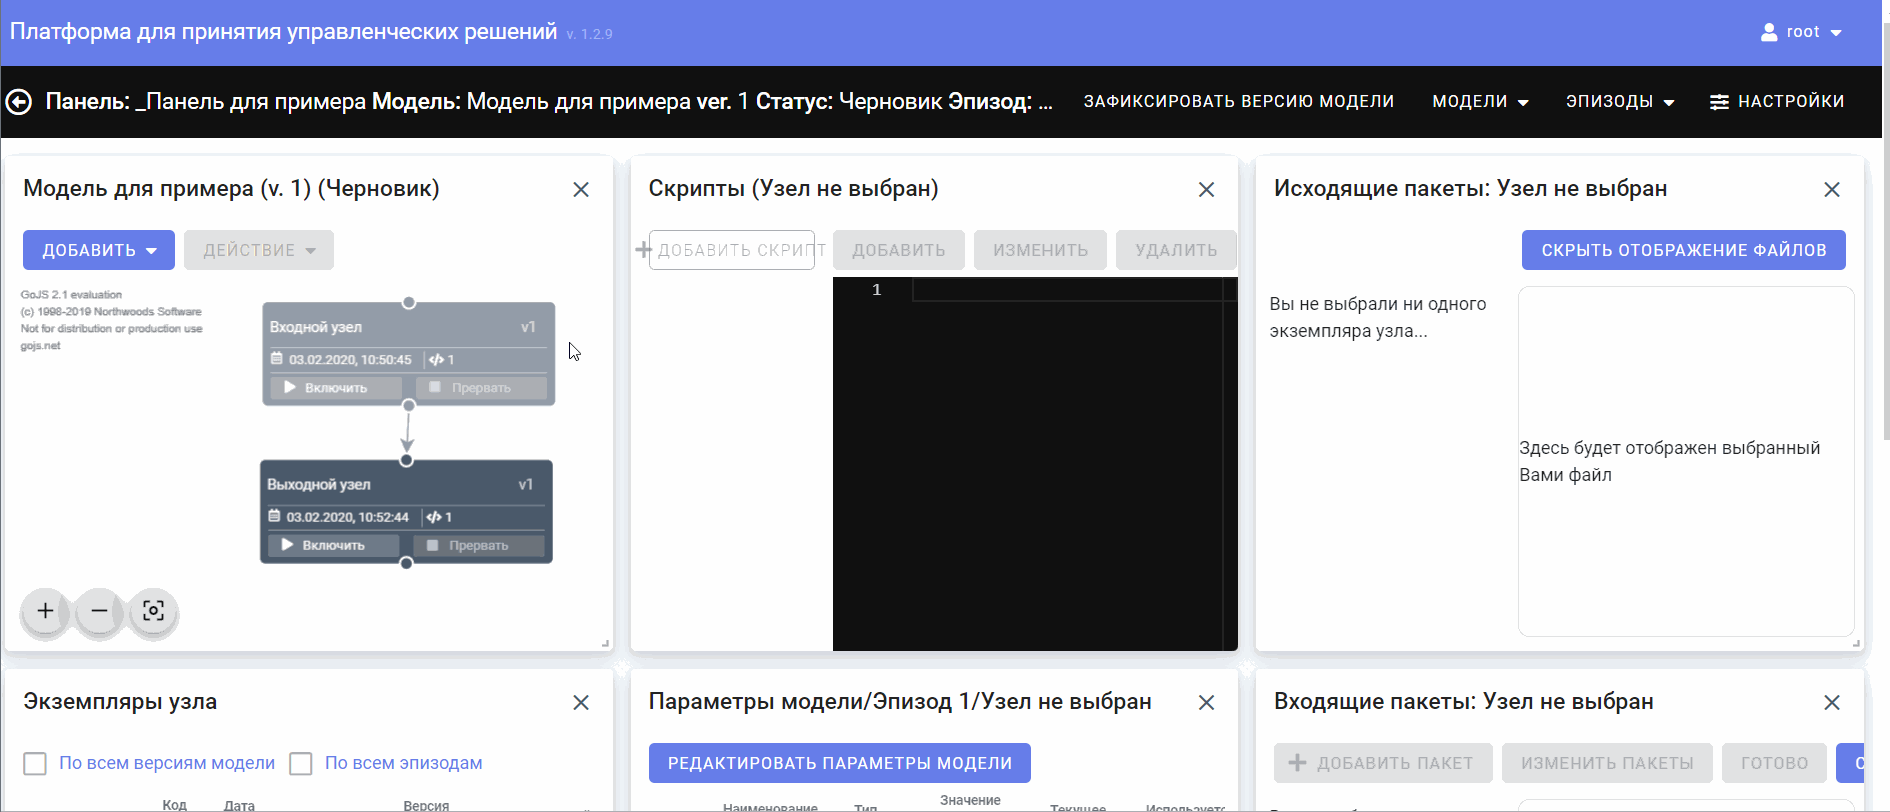 Платформа для принятия управленческих решений v. 1.2.9
root
Панель: _Панель для примера Модель: Модель для примера ver. 1 Статус: Черновик Эпизод: ...
ЗАФИКСИРОВАТЬ ВЕРСИЮ МОДЕЛИ
МОДЕЛИ
ЭПИЗОДЫ
НАСТРОЙКИ
Модель для примера (v. 1) (Черновик)
ДОБАВИТЬ
ДЕЙСТВИЕ
GoJS 2.1 evaluation
(c) 1998-2019 Northwoods Software
Not for distribution or production use
gojs.net
Входной узел v1
03.02.2020, 10:50:45 1
Включить Прервать
Выходной узел v1
03.02.2020, 10:52:44 1
Включить Прервать
Скрипты (Узел не выбран)
ДОБАВИТЬ СКРИПТ
ДОБАВИТЬ
ИЗМЕНИТЬ
УДАЛИТЬ
1
Исходящие пакеты: Узел не выбран
СКРЫТЬ ОТОБРАЖЕНИЕ ФАЙЛОВ
Вы не выбрали ни одного
экземпляра узла...
Здесь будет отображен выбранный
Вами файл
Экземпляры узла
По всем версиям модели
По всем эпизодам
Код
Дата
Версия
Параметры модели/Эпизод 1/Узел не выбран
РЕДАКТИРОВАТЬ ПАРАМЕТРЫ МОДЕЛИ
Наименование
Тип
Значение
Текущее
Входящие пакеты: Узел не выбран
ДОБАВИТЬ ПАКЕТ
ИЗМЕНИТЬ ПАКЕТЫ
ГОТОВО
С